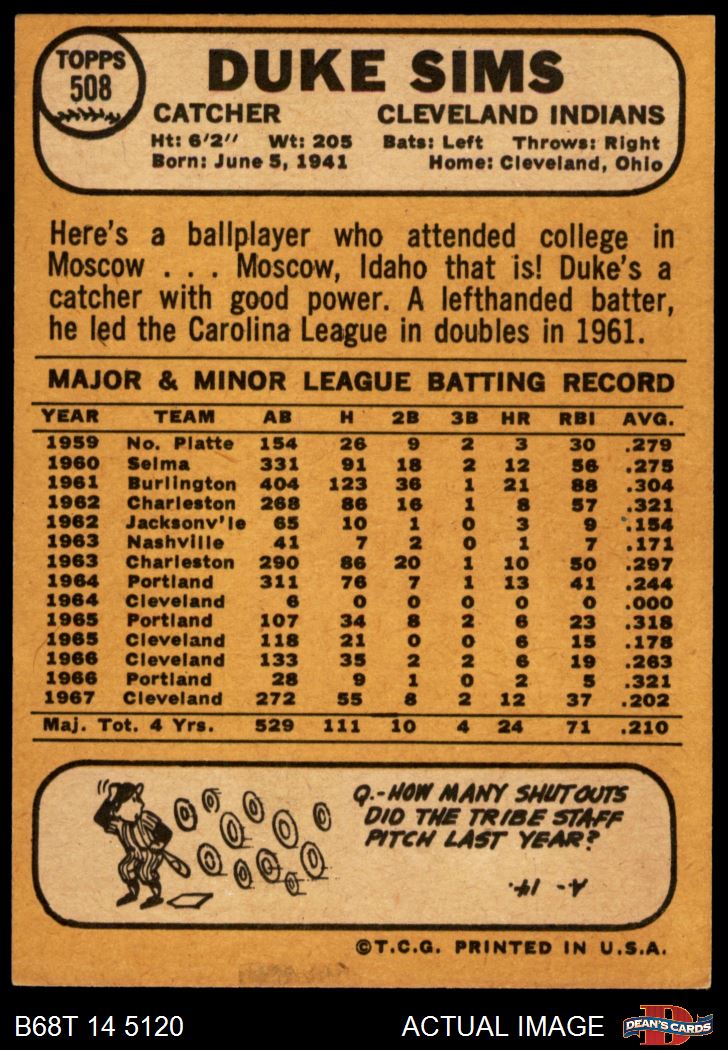 TOPPS
508
DUKE SIMS
CATCHER CLEVELAND INDIANS
Ht: 6'2" Wt: 205 Bats: Left Throws: Right
Born: June 5, 1941 Home: Cleveland, Ohio
Here's a ballplayer who attended college in
Moscow . . . Moscow, Idaho that is! Duke's a
catcher with good power. A lefthanded batter,
he led the Carolina League in doubles in 1961.
MAJOR & MINOR LEAGUE BATTING RECORD
YEAR TEAM AB H 2B 3B HR RBI AVG.
1959 No. Platte 154 26 9 2 3 30 .279
1960 Selma 331 91 18 2 12 56 .275
1961 Burlington 404 123 36 1 21 88 .304
1962 Charleston 268 86 16 1 8 57 .321
1962 Jacksonv'le 65 10 1 0 3 9 .154
1963 Nashville 41 7 2 0 1 7 .171
1963 Charleston 290 86 20 1 10 50 .297
1964 Portland 311 76 7 1 13 41 .244
1964 Cleveland 6 0 0 0 0 0 .000
1965 Portland 107 34 8 2 6 23 .318
1965 Cleveland 118 21 0 0 6 15 .178
1966 Cleveland 133 35 2 2 6 19 .263
1966 Portland 28 9 1 0 2 5 .321
1967 Cleveland 272 55 8 2 12 37 .202
Maj. Tot. 4 Yrs. 529 111 10 4 24 71 .210
Q.-HOW MANY SHUTOUTS
DID THE TRIBE STAFF
PITCH LAST YEAR?
A-14.
©T.C.G. PRINTED IN U.S.A.
B68T 14 5120 ACTUAL IMAGE
D
DEAN'S CARDS